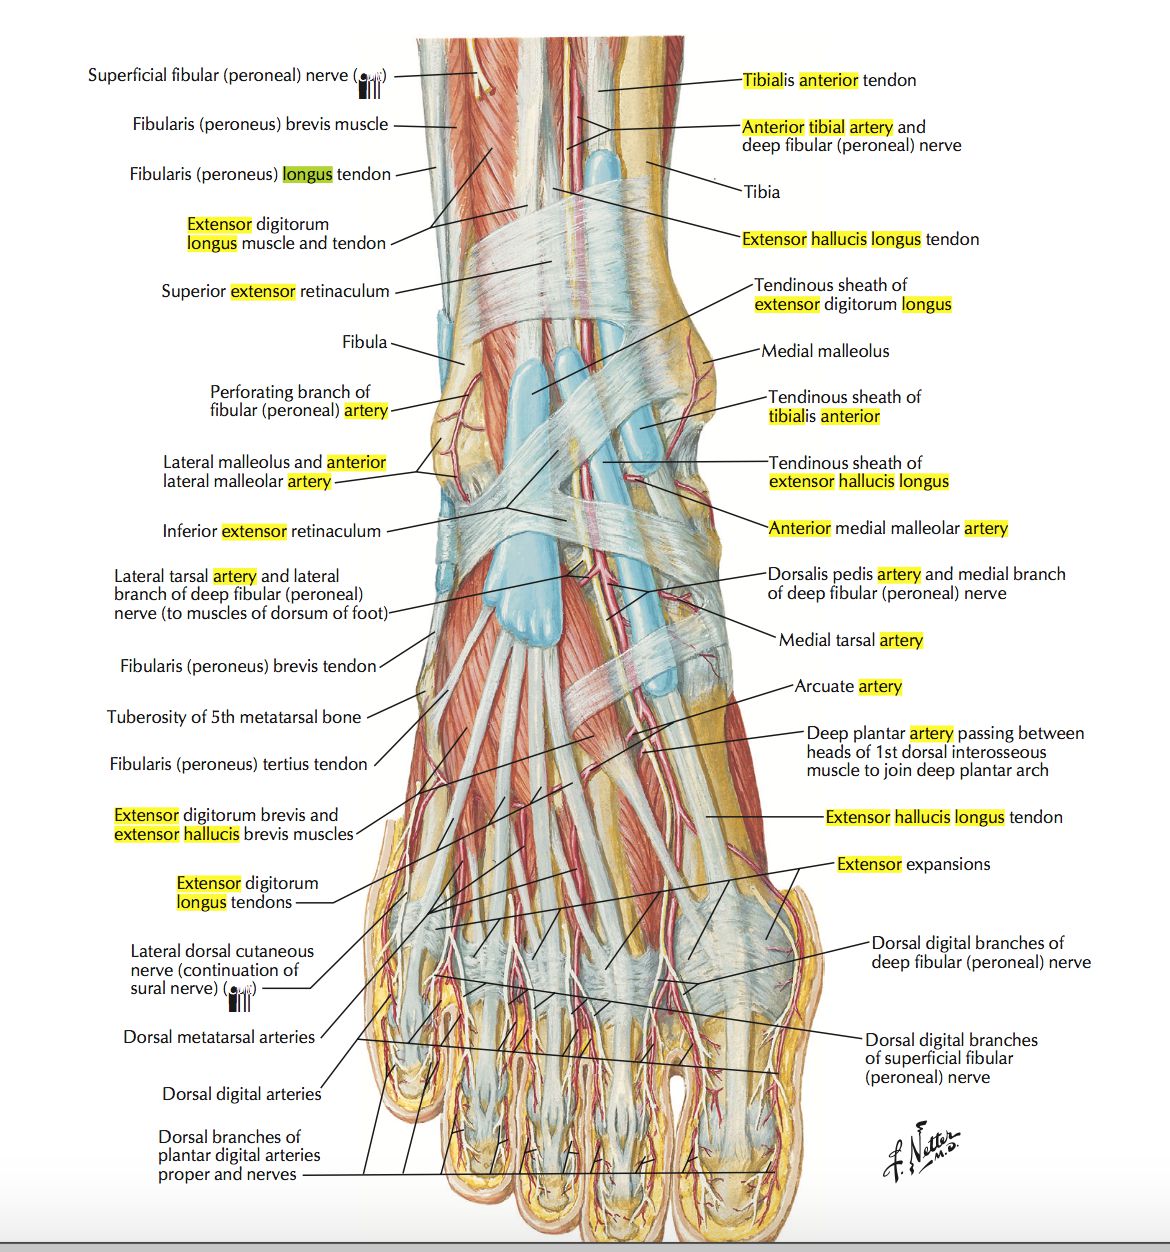 Superficial fibular (peroneal) nerve ( )
Fibularis (peroneus) brevis muscle
Fibularis (peroneus) longus tendon
Extensor digitorum
longus muscle and tendon
Superior extensor retinaculum
Fibula
Perforating branch of
fibular (peroneal) artery
Lateral malleolus and anterior
lateral malleolar artery
Inferior extensor retinaculum
Lateral tarsal artery and lateral
branch of deep fibular (peroneal)
nerve (to muscles of dorsum of foot)
Fibularis (peroneus) brevis tendon
Tuberosity of 5th metatarsal bone
Fibularis (peroneus) tertius tendon
Extensor digitorum brevis and
extensor hallucis brevis muscles
Extensor digitorum
longus tendons
Lateral dorsal cutaneous
nerve (continuation of
sural nerve) ( )
Dorsal metatarsal arteries
Dorsal digital arteries
Dorsal branches of
plantar digital arteries
proper and nerves
Tibialis anterior tendon
Anterior tibial artery and
deep fibular (peroneal) nerve
Tibia
Extensor hallucis longus tendon
Tendinous sheath of
extensor digitorum longus
Medial malleolus
Tendinous sheath of
tibialis anterior
Tendinous sheath of
extensor hallucis longus
Anterior medial malleolar artery
Dorsalis pedis artery and medial branch
of deep fibular (peroneal) nerve
Medial tarsal artery
Arcuate artery
Deep plantar artery passing between
heads of 1st dorsal interosseous
muscle to join deep plantar arch
Extensor hallucis longus tendon
Extensor expansions
Dorsal digital branches of
deep fibular (peroneal) nerve
Dorsal digital branches
of superficial fibular
(peroneal) nerve
F. Netter
M.D.